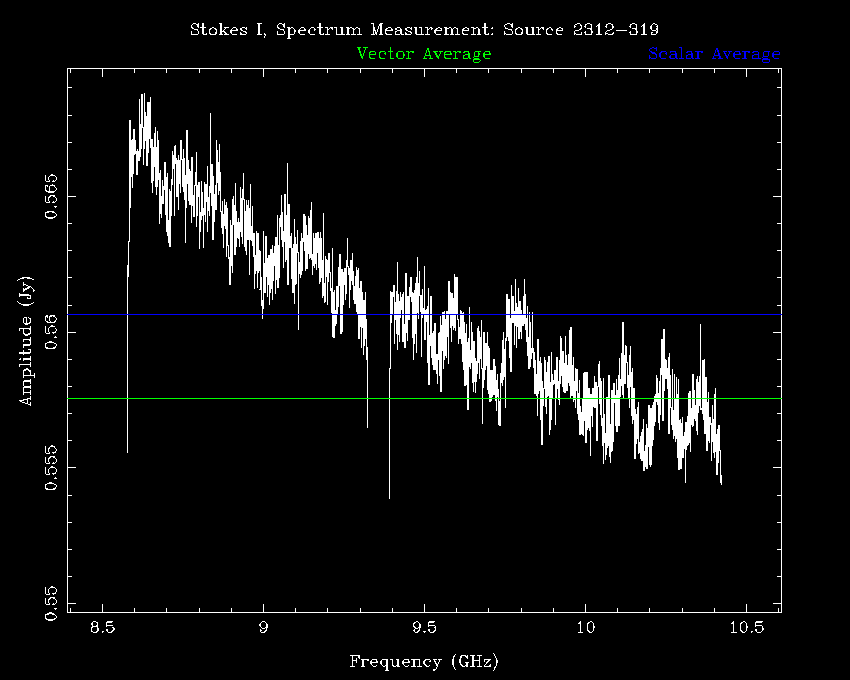 Stokes I, Spectrum Measurement: Source 2312−319
Vector Average Scalar Average
0.565
0.56
0.555
0.55
Amplitude (Jy)
8.5 9 9.5 10 10.5
Frequency (GHz)